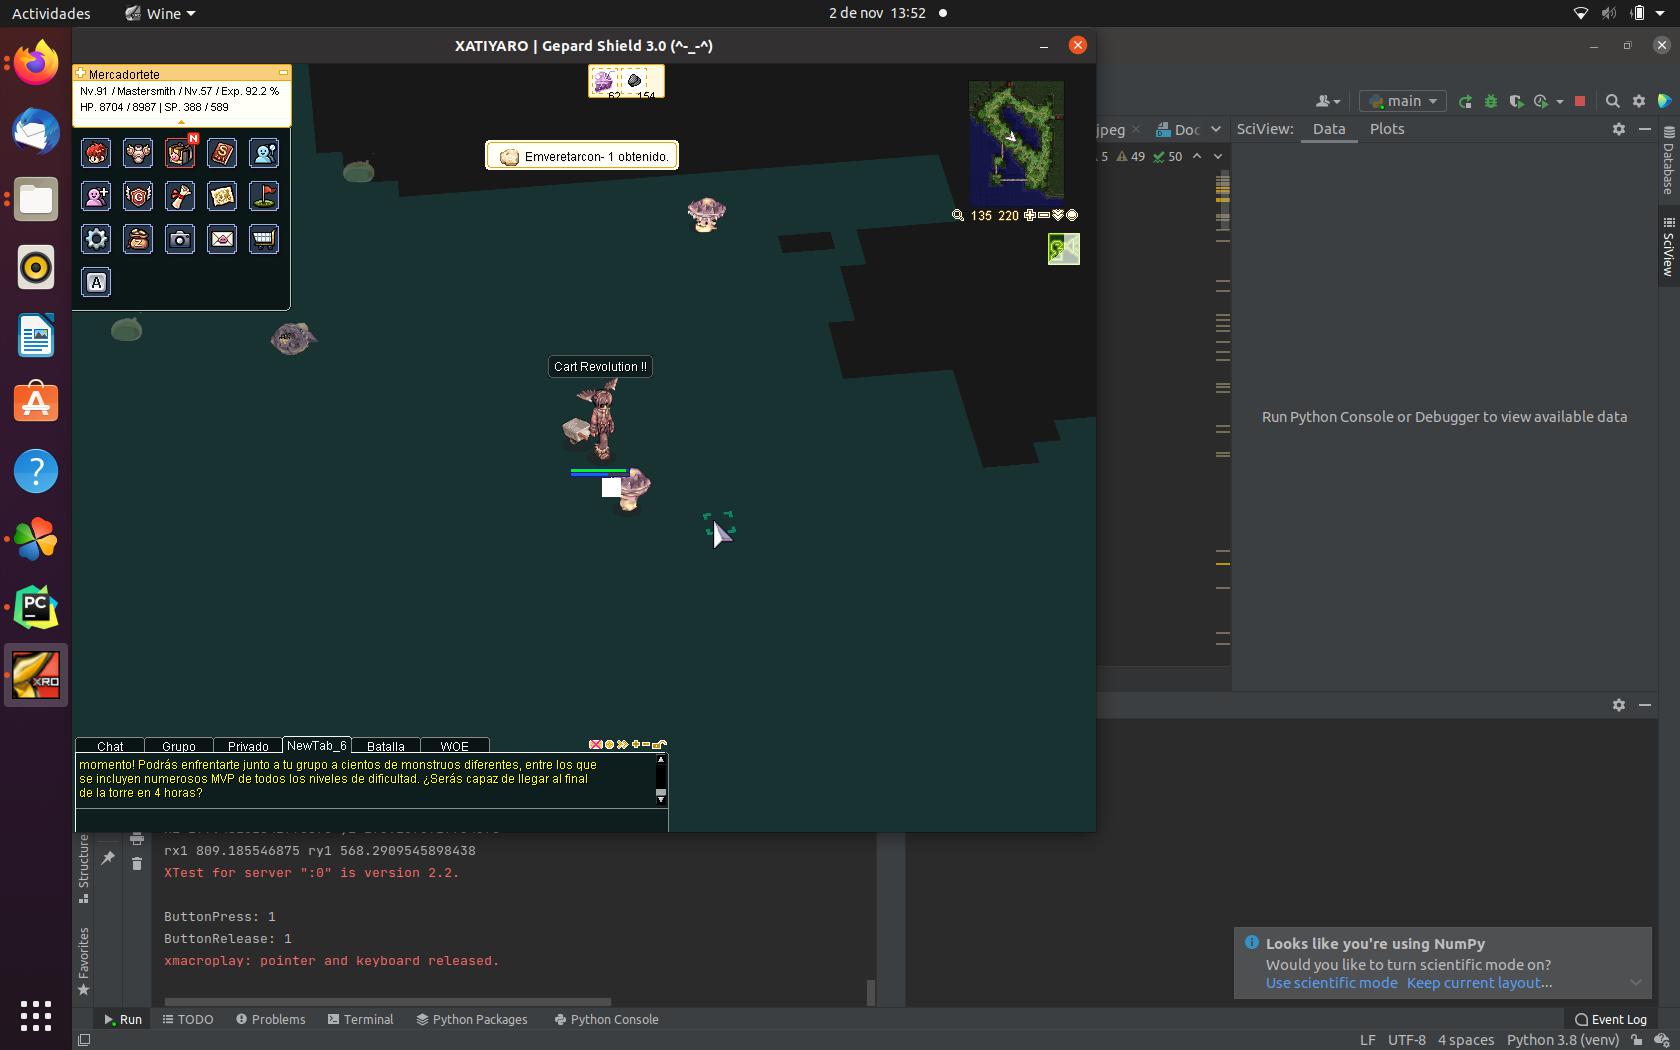 Actividades
Wine
2 de nov 13:52
XATIYARO | Gepard Shield 3.0 (^-_-^)
Mercadortete
Nv.91 / Mastersmith / Nv.57 / Exp. 92.2 %
HP. 8704 / 8987 | SP. 388 / 589
N
S
G
Z
A
62 154
Emveretarcon- 1 obtenido.
135 220
Cart Revolution !!
Chat Grupo Privado NewTab_6 Batalla WOE
momento! Podrás enfrentarte junto a tu grupo a cientos de monstruos diferentes, entre los que
se incluyen numerosos MVP de todos los niveles de dificultad. ¿Serás capaz de llegar al final
de la torre en 4 horas?
main
jpeg
Doc
SciView: Data Plots
5 49 50
Database
SciView
Run Python Console or Debugger to view available data
PC
XRO
rx1 809.185546875 ry1 568.2909545898438
XTest for server ":0" is version 2.2.
ButtonPress: 1
ButtonRelease: 1
xmacroplay: pointer and keyboard released.
Structure
Favorites
Looks like you're using NumPy
Would you like to turn scientific mode on?
Use scientific mode Keep current layout...
Run TODO Problems Terminal Python Packages Python Console
Event Log
LF UTF-8 4 spaces Python 3.8 (venv)